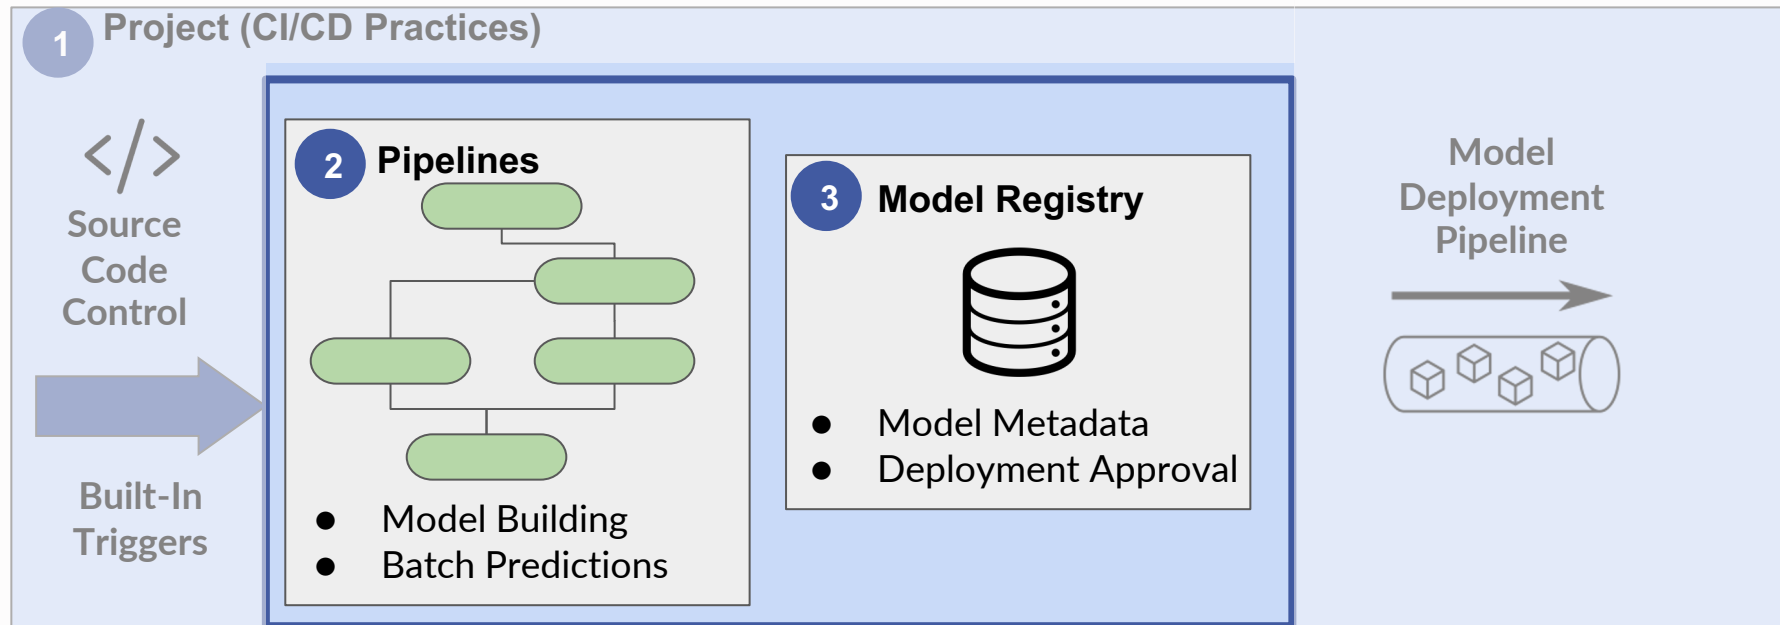 1 Project (CI/CD Practices)
Source
Code
Control
Built-In
Triggers
2 Pipelines
● Model Building
● Batch Predictions
3 Model Registry
● Model Metadata
● Deployment Approval
Model
Deployment
Pipeline